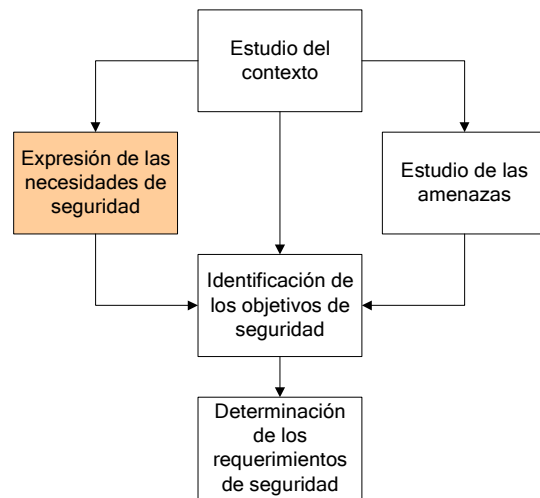 Estudio del
contexto
Expresión de las
necesidades de
seguridad
Estudio de las
amenazas
Identificación de
los objetivos de
seguridad
Determinación
de los
requerimientos
de seguridad